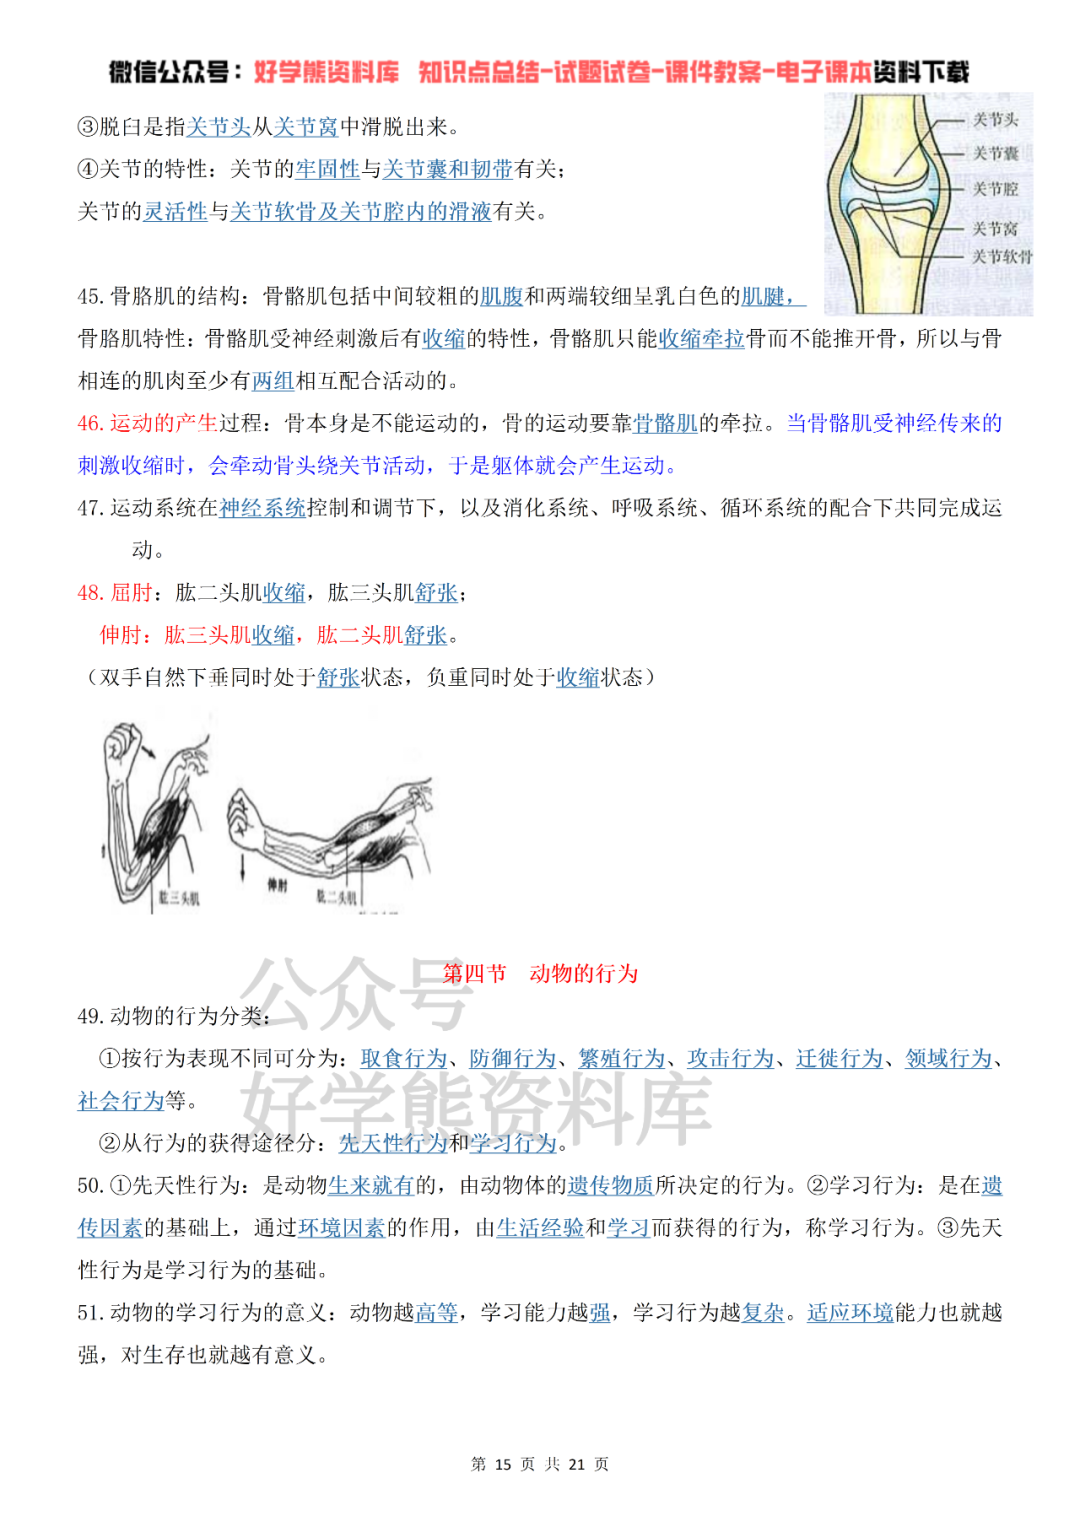 微信公众号：好学熊资料库 知识点总结-试题试卷-课件教案-电子课本资料下载
③脱臼是指关节头从关节窝中滑脱出来。
④关节的特性：关节的牢固性与关节囊和韧带有关；
关节的灵活性与关节软骨及关节腔内的滑液有关。
关节头
关节囊
关节腔
关节窝
关节软骨
45.骨胳肌的结构：骨骼肌包括中间较粗的肌腹和两端较细呈乳白色的肌腱，
骨胳肌特性：骨骼肌受神经刺激后有收缩的特性，骨骼肌只能收缩牵拉骨而不能推开骨，所以与骨
相连的肌肉至少有两组相互配合活动的。
46.运动的产生过程：骨本身是不能运动的，骨的运动要靠骨骼肌的牵拉。当骨骼肌受神经传来的
刺激收缩时，会牵动骨头绕关节活动，于是躯体就会产生运动。
47.运动系统在神经系统控制和调节下，以及消化系统、呼吸系统、循环系统的配合下共同完成运
动。
48.屈肘：肱二头肌收缩，肱三头肌舒张；
伸肘：肱三头肌收缩，肱二头肌舒张。
（双手自然下垂同时处于舒张状态，负重同时处于收缩状态）
肱三头肌
伸肘
肱二头肌
公众号
好学熊资料库
第四节 动物的行为
49.动物的行为分类：
①按行为表现不同可分为：取食行为、防御行为、繁殖行为、攻击行为、迁徙行为、领域行为、
社会行为等。
②从行为的获得途径分：先天性行为和学习行为。
50.①先天性行为：是动物生来就有的，由动物体的遗传物质所决定的行为。②学习行为：是在遗
传因素的基础上，通过环境因素的作用，由生活经验和学习而获得的行为，称学习行为。③先天
性行为是学习行为的基础。
51.动物的学习行为的意义：动物越高等，学习能力越强，学习行为越复杂。适应环境能力也就越
强，对生存也就越有意义。
第 15 页 共 21 页